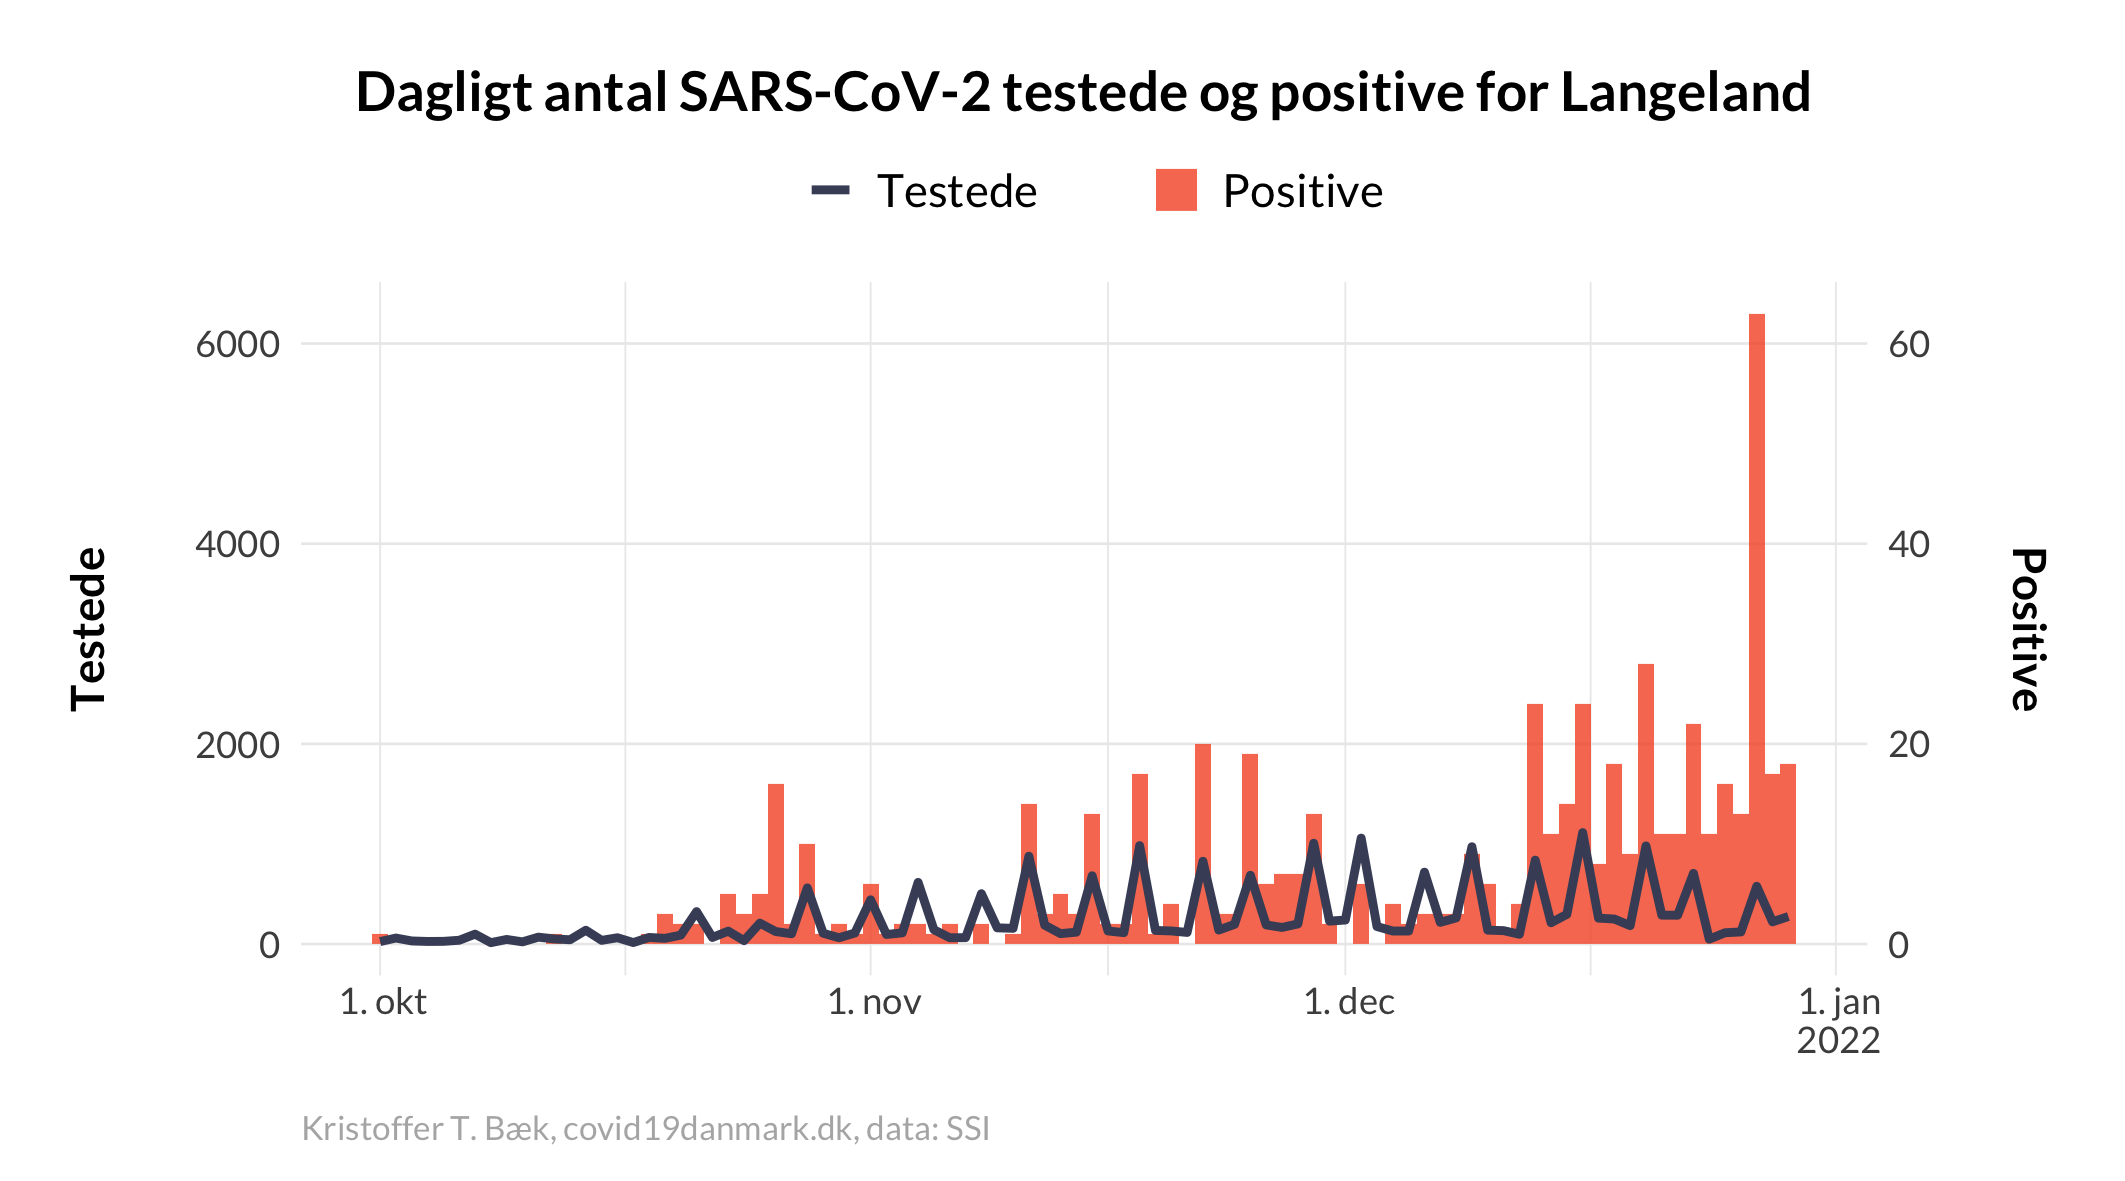 Dagligt antal SARS-CoV-2 testede og positive for Langeland
Testede
Positive
6000
4000
2000
0
60
40
20
0
Testede
Positive
1. okt
1. nov
1. dec
1. jan
2022
Kristoffer T. Bæk, covid19danmark.dk, data: SSI